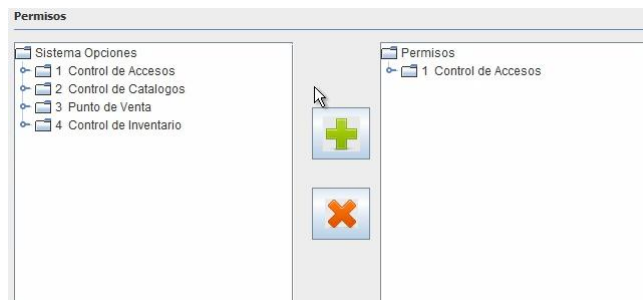 Permisos
Sistema Opciones
1 Control de Accesos
2 Control de Catalogos
3 Punto de Venta
4 Control de Inventario
Permisos
1 Control de Accesos